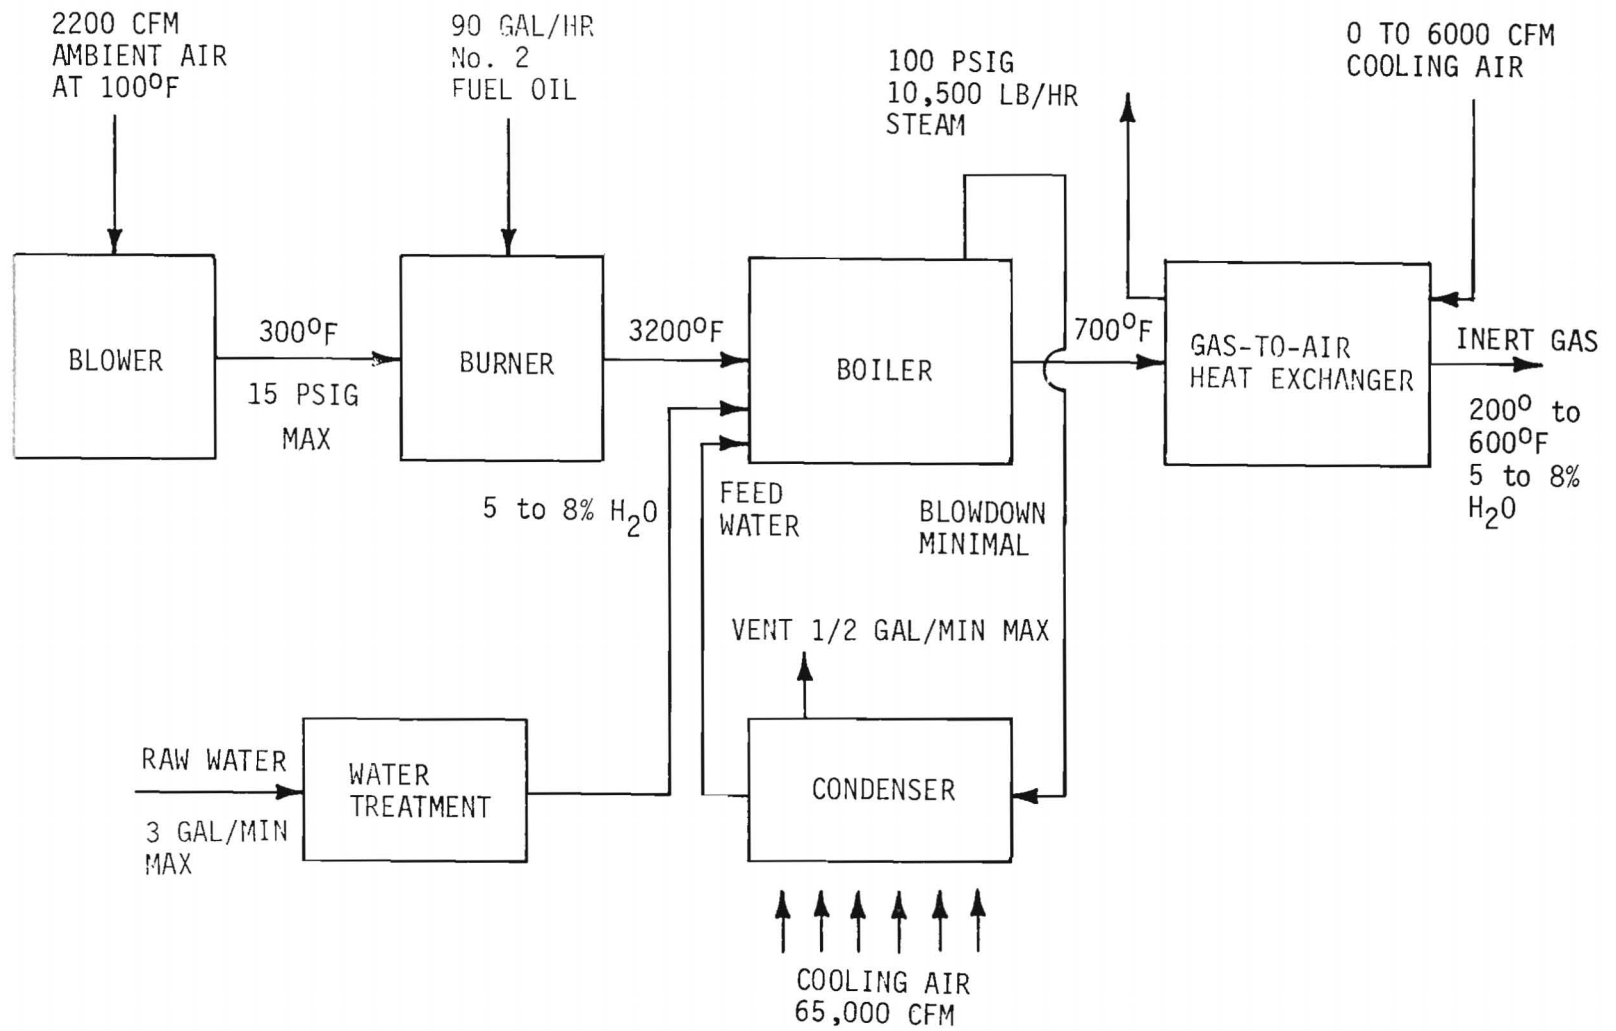 2200 CFM
AMBIENT AIR
AT 100°F
90 GAL/HR
No. 2
FUEL OIL
100 PSIG
10,500 LB/HR
STEAM
0 TO 6000 CFM
COOLING AIR
BLOWER
300°F
15 PSIG
MAX
BURNER
3200°F
BOILER
700°F
GAS-TO-AIR
HEAT EXCHANGER
INERT GAS
200° to
600°F
5 to 8%
H₂O
5 to 8% H₂O
FEED
WATER
BLOWDOWN
MINIMAL
VENT 1/2 GAL/MIN MAX
RAW WATER
3 GAL/MIN
MAX
WATER
TREATMENT
CONDENSER
COOLING AIR
65,000 CFM